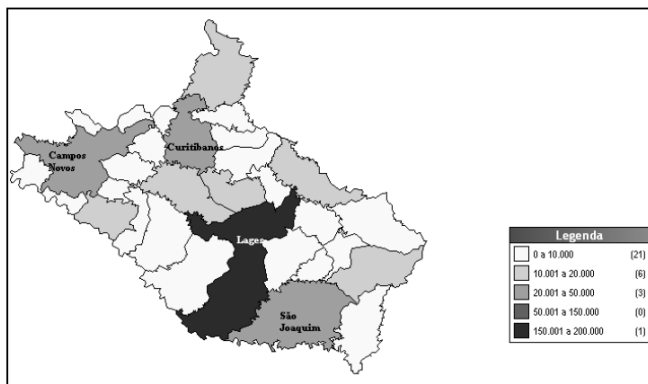 Curitibanos
Campos
Novos
Lages
São
Joaquim
Legenda
0 a 10.000 (21)
10.001 a 20.000 (6)
20.001 a 50.000 (3)
50.001 a 150.000 (0)
150.001 a 200.000 (1)